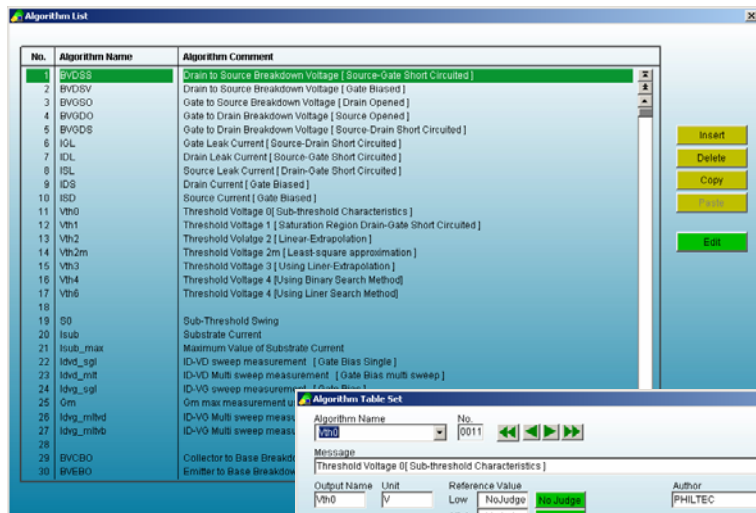 Algorithm List
No. Algorithm Name Algorithm Comment
1 BVDSS Drain to Source Breakdown Voltage [ Source-Gate Short Circuited ]
2 BVDSV Drain to Source Breakdown Voltage [ Gate Biased ]
3 BVGSO Gate to Source Breakdown Voltage [ Drain Opened ]
4 BVGDO Gate to Drain Breakdown Voltage [ Source Opened ]
5 BVGDS Gate to Drain Breakdown Voltage [ Source-Drain Short Circuited ]
6 IGL Gate Leak Current [ Source-Drain Short Circuited ]
7 IDL Drain Leak Current [ Source-Gate Short Circuited ]
8 ISL Source Leak Current [ Drain-Gate Short Circuited ]
9 IDS Drain Current [ Gate Biased ]
10 ISD Source Current [ Gate Biased ]
11 Vth0 Threshold Voltage 0[ Sub-threshold Characteristics ]
12 Vth1 Threshold Voltage 1 [ Saturation Region Drain-Gate Short Circuited ]
13 Vth2 Threshold Volatge 2 [ Linear-Extrapolation ]
14 Vth2m Threshold Voltage 2m [ Least-square approximation ]
15 Vth3 Threshold Voltage 3 [ Using Liner-Extrapolation ]
16 Vth4 Threshold Voltage 4 [Using Binary Search Method]
17 Vth6 Threshold Voltage 4 [Using Liner Search Method]
18
19 S0 Sub-Threshold Swing
20 Isub Substrate Current
21 Isub_max Maximum Value of Substrate Current
22 Idvd_sgl ID-VD sweep measurement [ Gate Bias Single ]
23 Idvd_mlt ID-VD Multi sweep measurement [ Gate Bias multi sweep ]
24 Idvg_sgl ID-VG sweep measurement [ Gate Bias ]
25 Gm Gm max measurement u
26 Idvg_mltvd ID-VG Multi sweep measu
27 Idvg_mltvb ID-VG Multi sweep measu
28
29 BVCBO Collector to Base Breakdo
30 BVEBO Emitter to Base Breakdow
Insert
Delete
Copy
Paste
Edit
Algorithm Table Set
Algorithm Name No.
Vth0 0011
Message
Threshold Voltage 0[ Sub-threshold Characteristics ]
Output Name Unit Reference Value Author
Vth0 V Low NoJudge No Judge PHILTEC